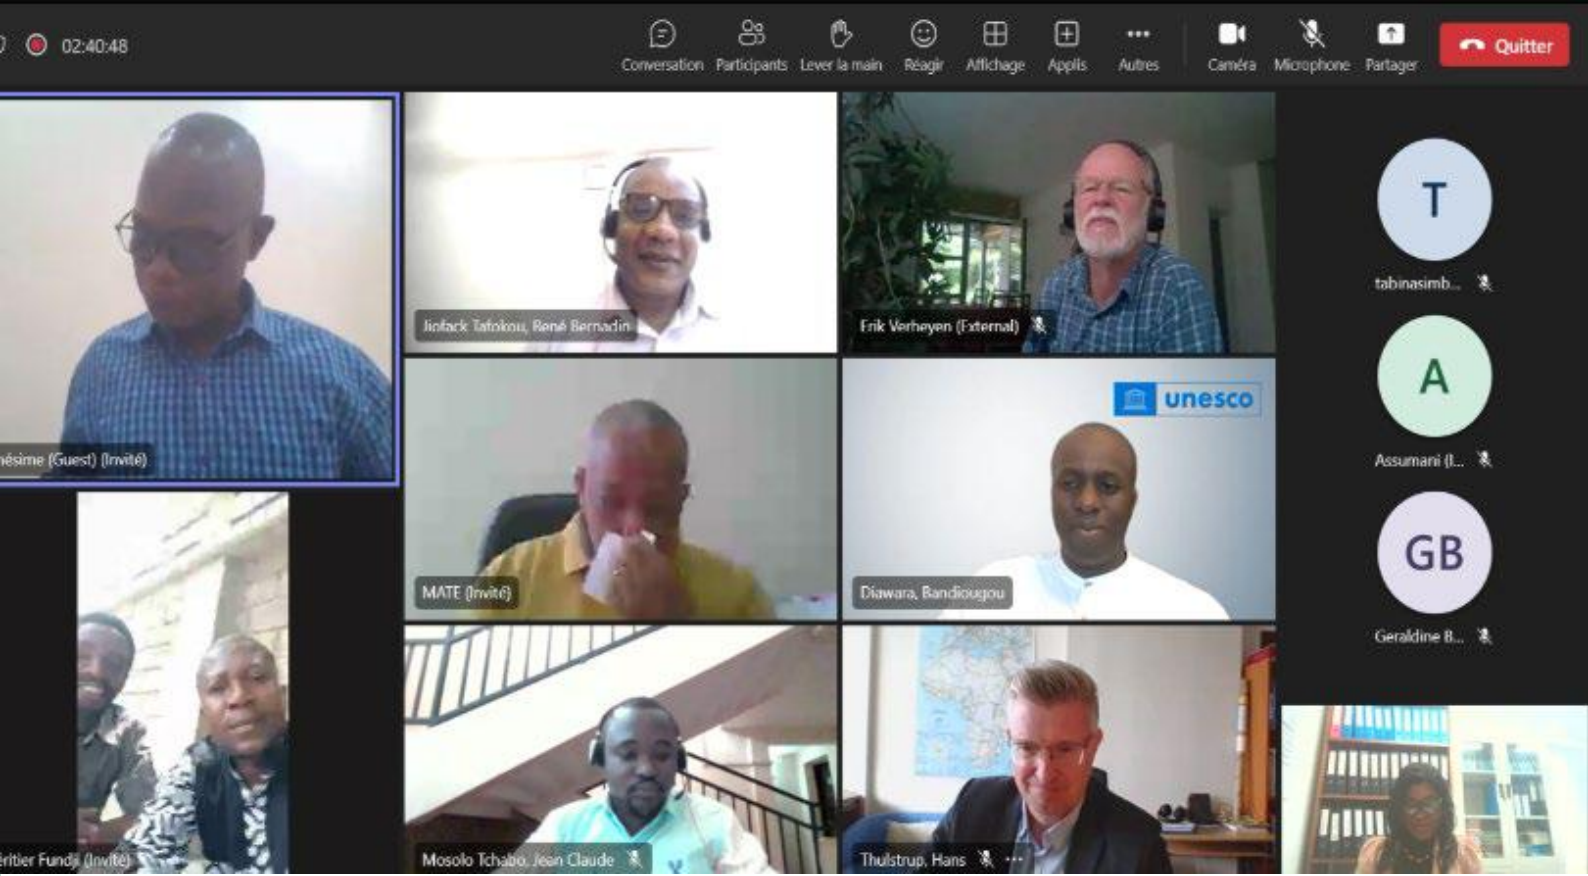 02:40:48
Conversation
Participants
Lever la main
Réagir
Affichage
Applis
Autres
Caméra
Microphone
Partager
Quitter
Jiofack Tafokou, René Bernadin
Erik Verheyen (External)
T
tabinasimb...
nésime (Guest) (Invité)
unesco
A
Assumani (I...
MATE (Invité)
Diawara, Bandiougou
GB
Geraldine B...
éritier Fundji (Invité)
Mosolo Tchabo, Jean Claude
Thulstrup, Hans